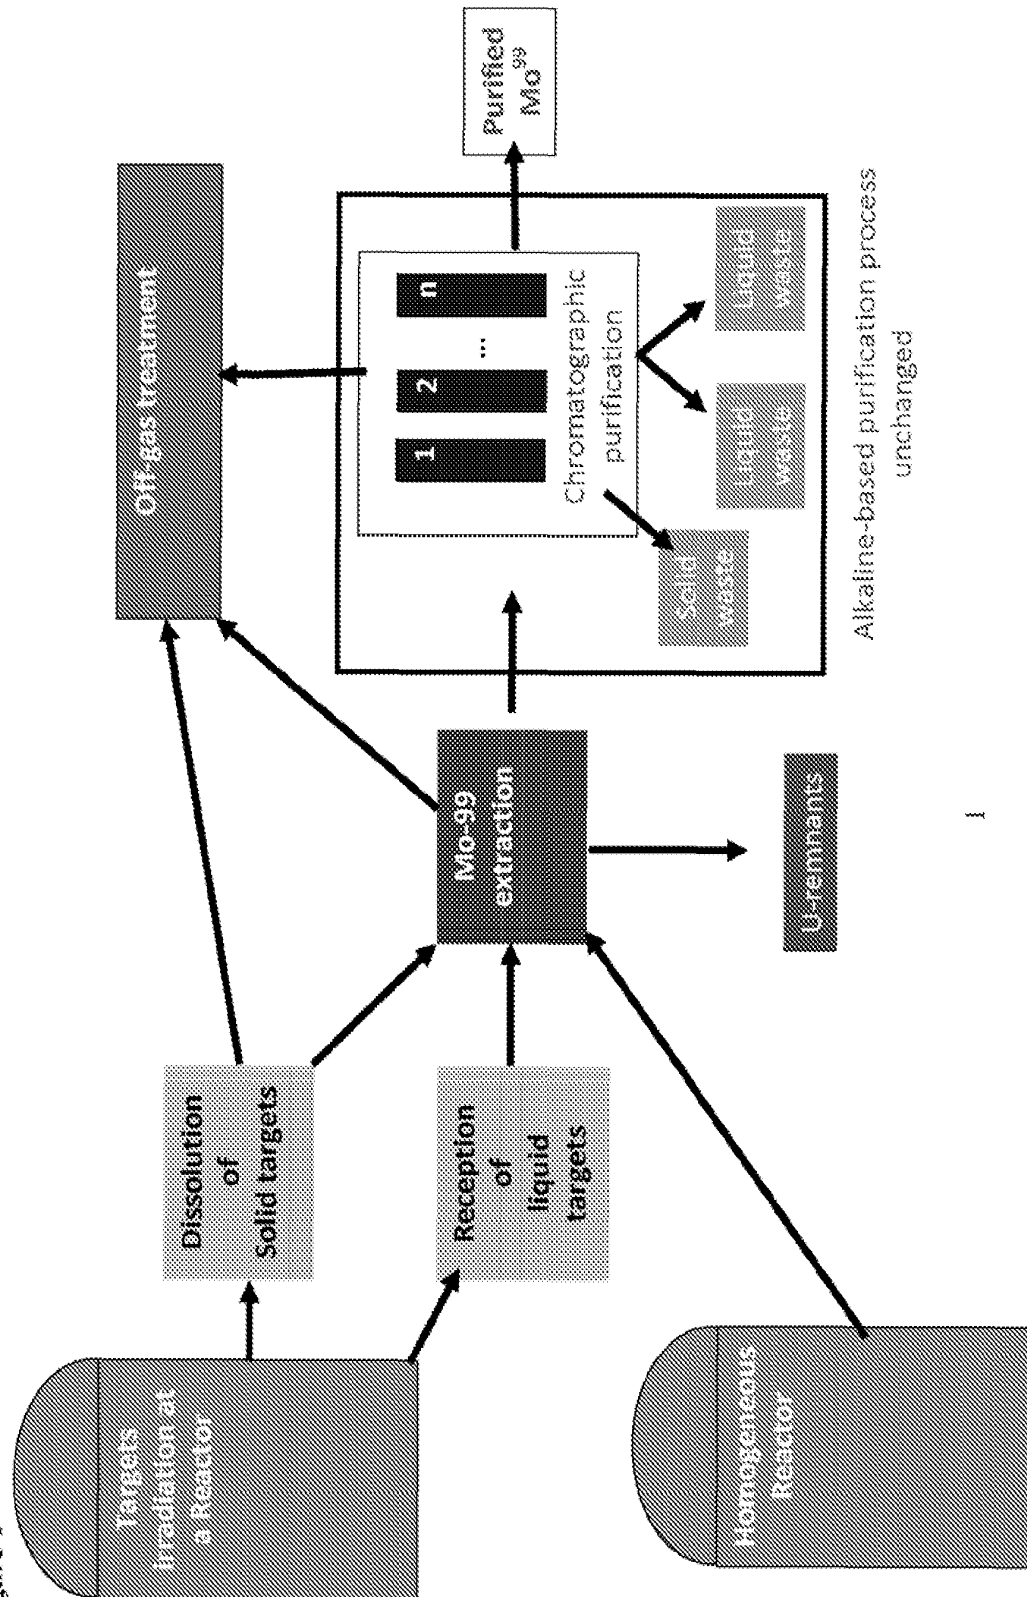 Targets
Irradiation at
a Reactor
Homogeneous
Reactor
Dissolution
of
Solid targets
Reception
of
liquid
targets
Mo-99
extraction
U-remnants
Off-gas treatment
1
2
...
n
Chromatographic
purification
Solid
waste
Liquid
waste
Liquid
waste
Alkaline-based purification process
unchanged
Purified
Mo99
1